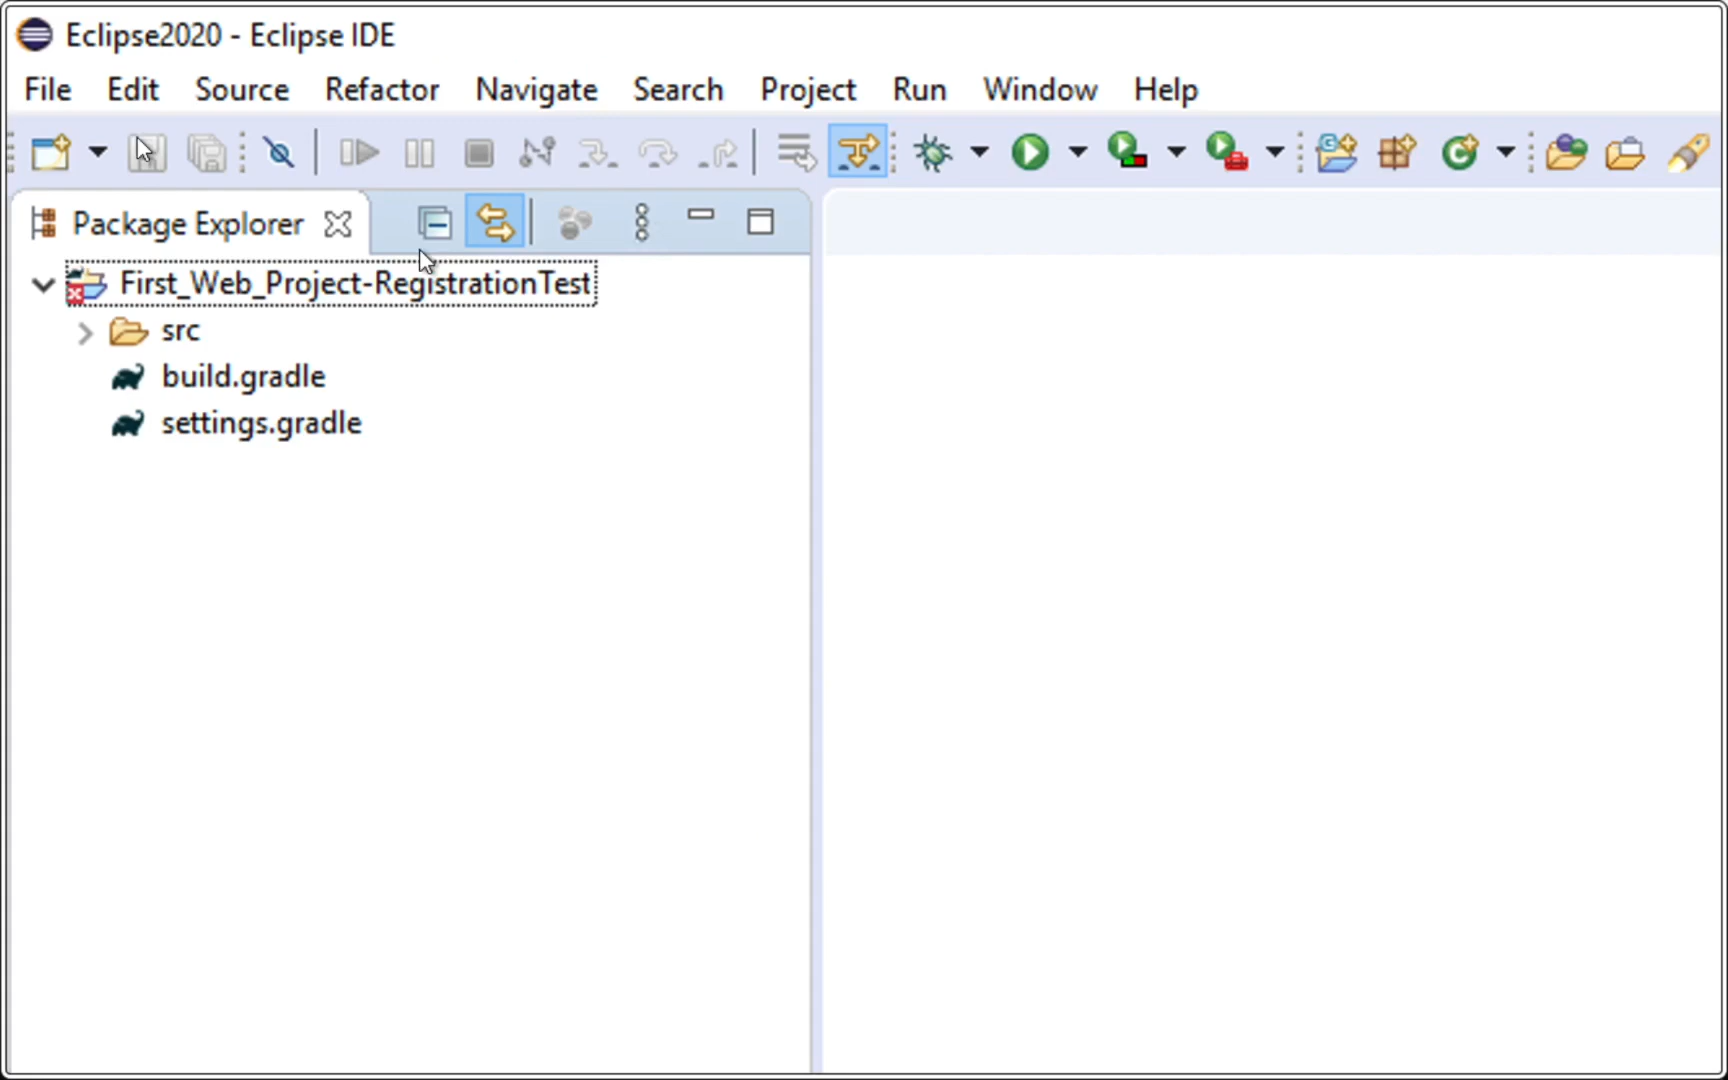 Eclipse2020 - Eclipse IDE
File Edit Source Refactor Navigate Search Project Run Window Help
Package Explorer
First_Web_Project-RegistrationTest
src
build.gradle
settings.gradle